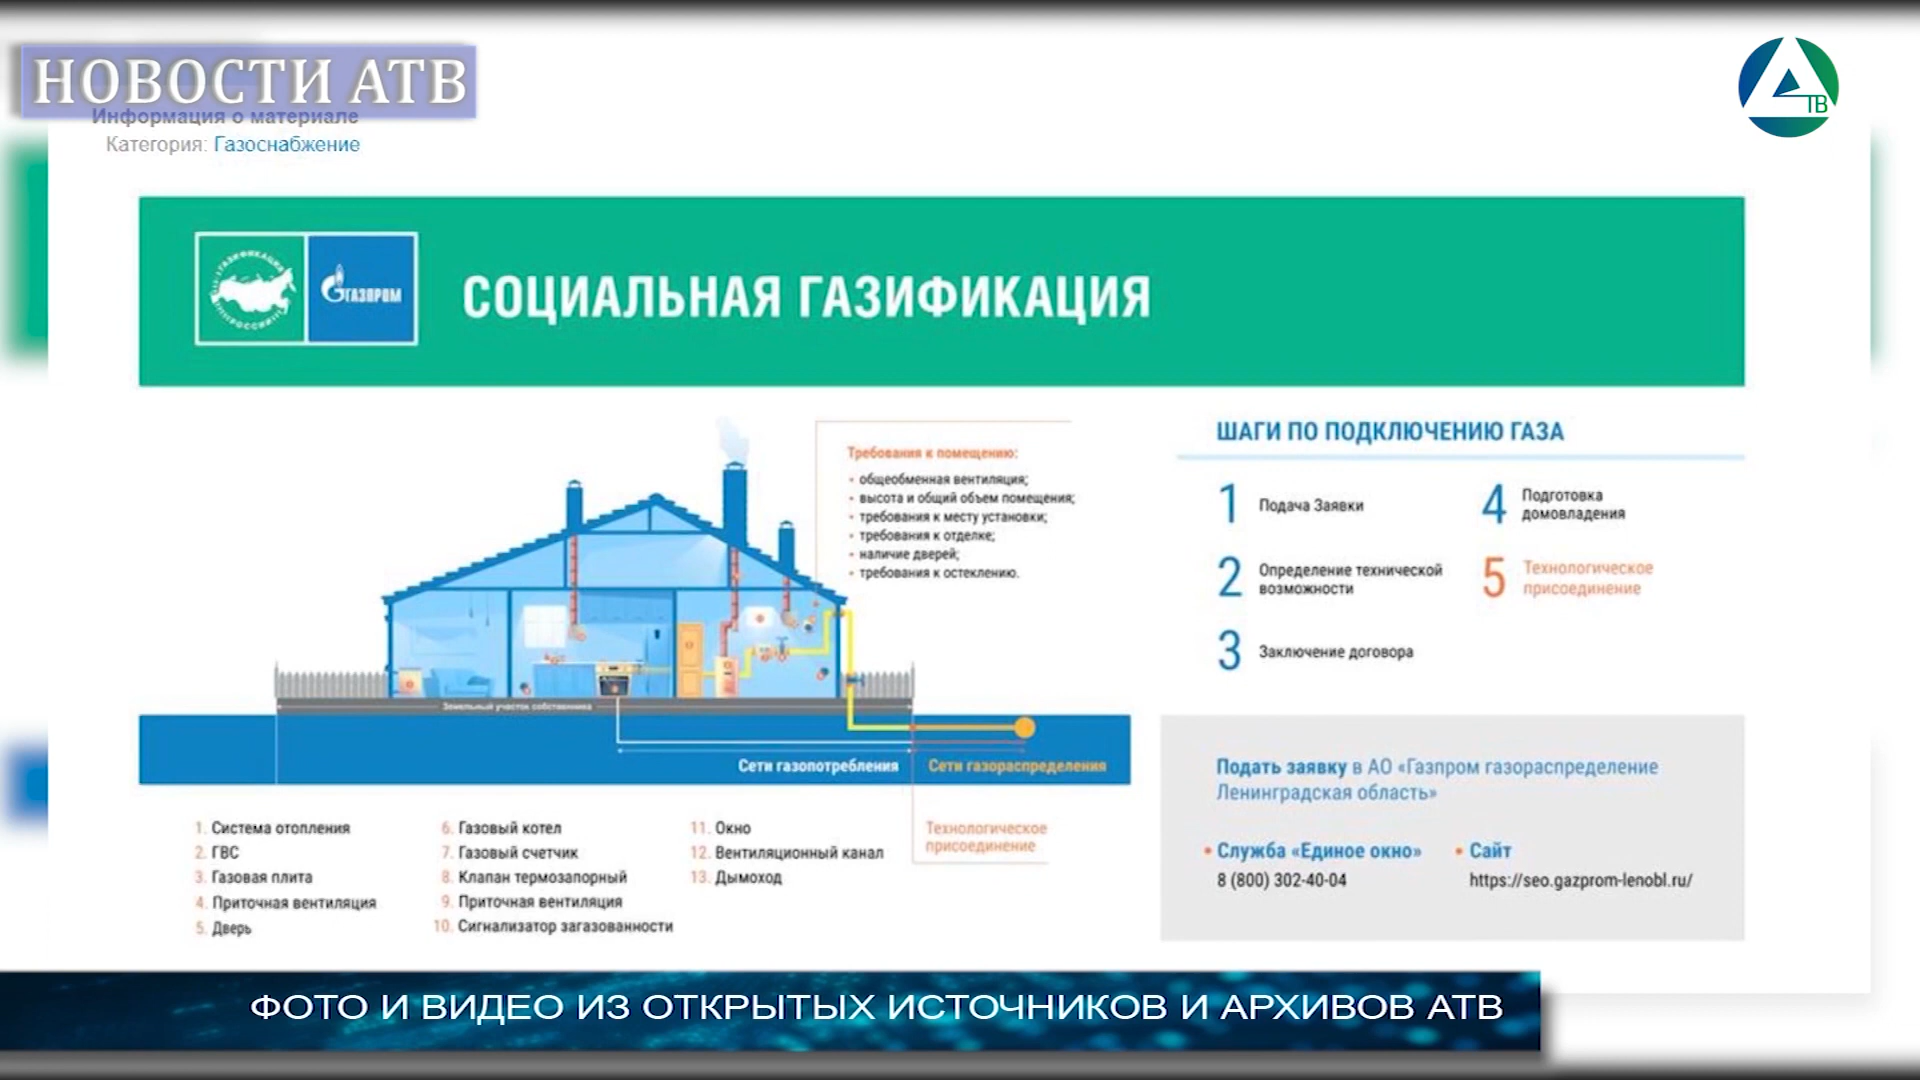 НОВОСТИ АТВ
ТВ
Информация о материале
Категория: Газоснабжение
ГАЗИФИКАЦИЯ
РОССИИ
ГАЗПРОМ
СОЦИАЛЬНАЯ ГАЗИФИКАЦИЯ
Требования к помещению:
• общеобменная вентиляция;
• высота и общий объем помещения;
• требования к месту установки;
• требования к отделке;
• наличие дверей;
• требования к остеклению.
Земельный участок собственника
Сети газопотребления
Сети газораспределения
Технологическое
присоединение
1. Система отопления
2. ГВС
3. Газовая плита
4. Приточная вентиляция
5. Дверь
6. Газовый котел
7. Газовый счетчик
8. Клапан термозапорный
9. Приточная вентиляция
10. Сигнализатор загазованности
11. Окно
12. Вентиляционный канал
13. Дымоход
ШАГИ ПО ПОДКЛЮЧЕНИЮ ГАЗА
1 Подача Заявки
2 Определение технической
возможности
3 Заключение договора
4 Подготовка
домовладения
5 Технологическое
присоединение
Подать заявку в АО «Газпром газораспределение
Ленинградская область»
• Служба «Единое окно»
8 (800) 302-40-04
• Сайт
https://seo.gazprom-lenobl.ru/
ФОТО И ВИДЕО ИЗ ОТКРЫТЫХ ИСТОЧНИКОВ И АРХИВОВ АТВ